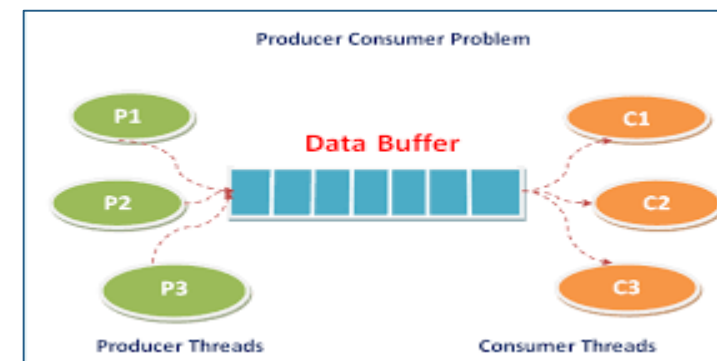 Producer Consumer Problem
P1
C1
Data Buffer
P2
C2
P3
C3
Producer Threads
Consumer Threads